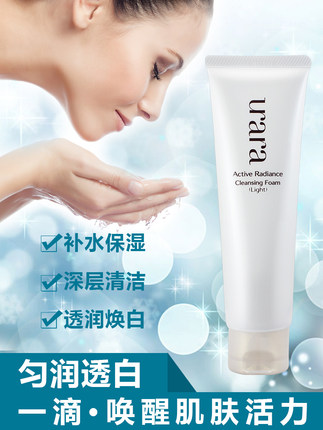 urara
Active Radiance
Cleansing Foam
(Light)
补水保湿
深层清洁
透润焕白
匀润透白
一滴·唤醒肌肤活力